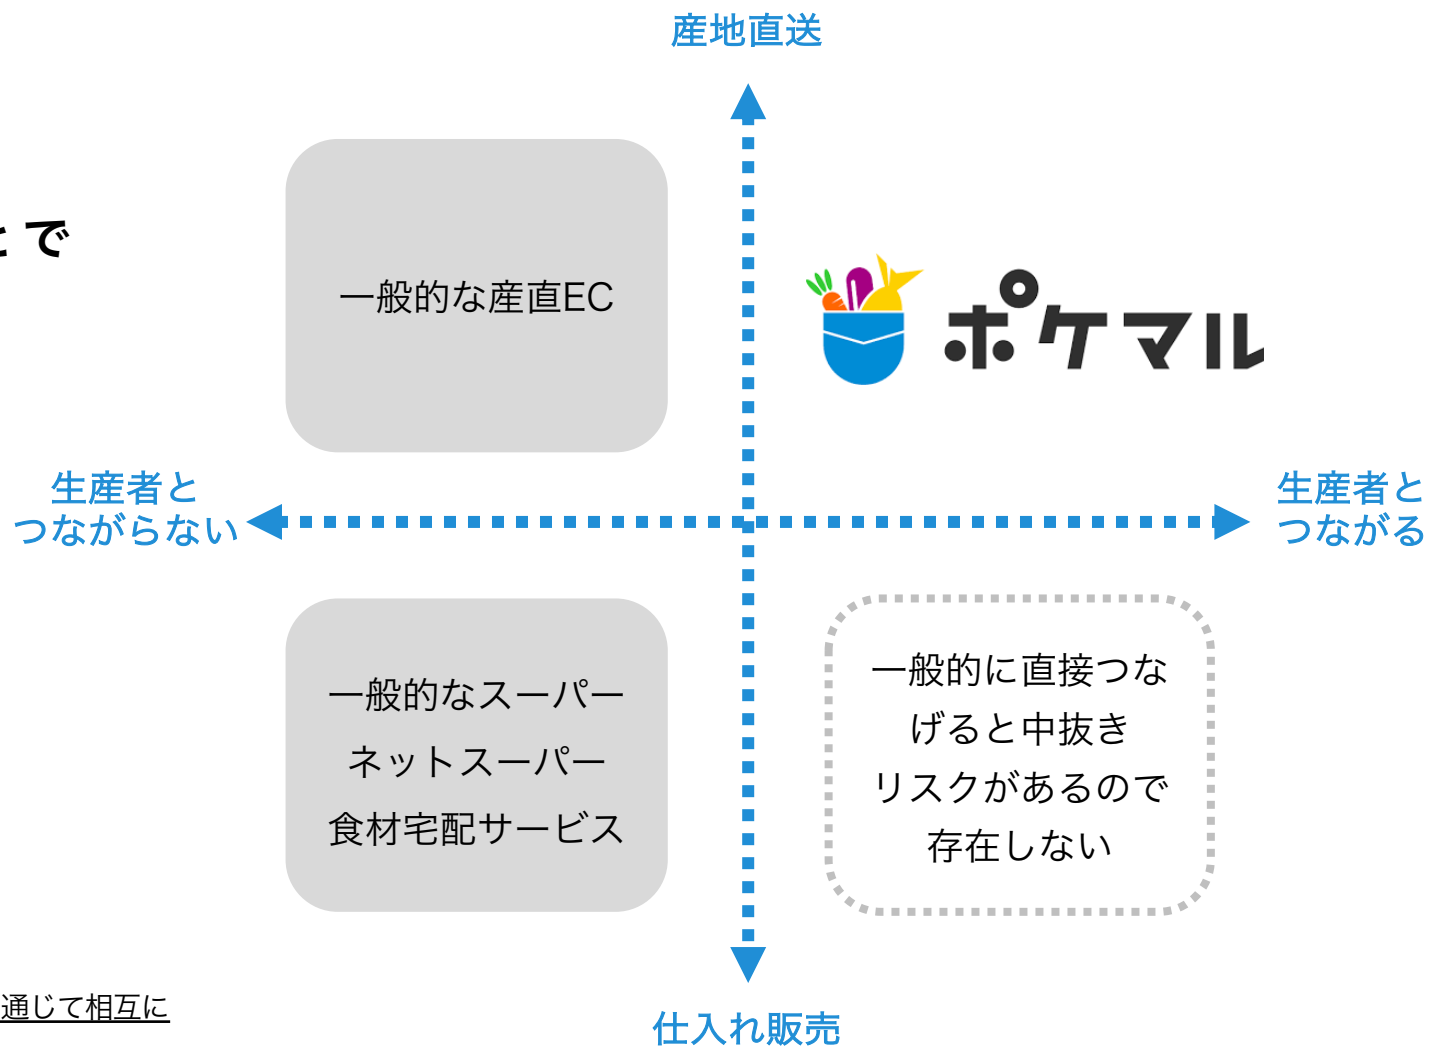 産地直送
とで
一般的な産直EC
ポケマル
生産者と
つながらない
生産者と
つながる
一般的なスーパー
ネットスーパー
食材宅配サービス
一般的に直接つな
げると中抜き
リスクがあるので
存在しない
通じて相互に
仕入れ販売